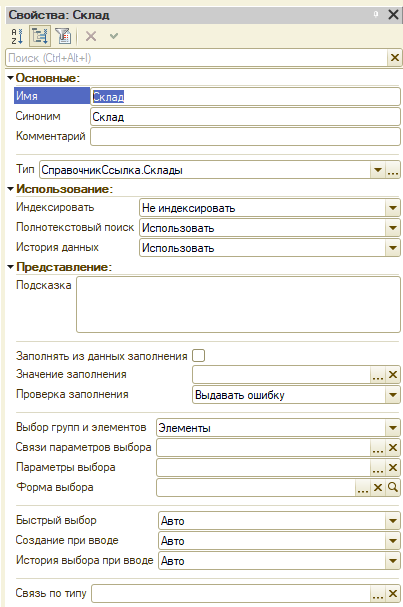 Свойства: Склад
Поиск (Ctrl+Alt+I)
Основные:
Имя Склад
Синоним Склад
Комментарий
Тип СправочникСсылка.Склады
Использование:
Индексировать Не индексировать
Полнотекстовый поиск Использовать
История данных Использовать
Представление:
Подсказка
Заполнять из данных заполнения
Значение заполнения
Проверка заполнения Выдавать ошибку
Выбор групп и элементов Элементы
Связи параметров выбора
Параметры выбора
Форма выбора
Быстрый выбор Авто
Создание при вводе Авто
История выбора при вводе Авто
Связь по типу